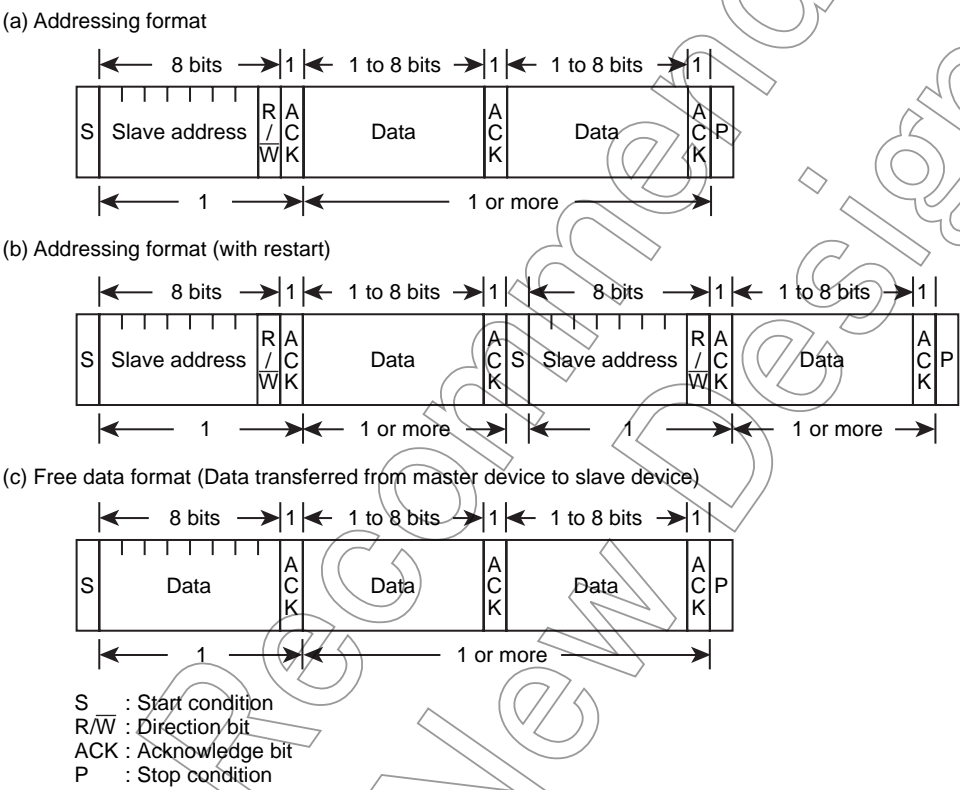 (a) Addressing format
8 bits 1 1 to 8 bits 1 1 to 8 bits 1
S Slave address R/W̅ ACK Data ACK Data ACK P
1 1 or more
(b) Addressing format (with restart)
8 bits 1 1 to 8 bits 1 8 bits 1 1 to 8 bits 1
S Slave address R/W̅ ACK Data ACK S Slave address R/W̅ ACK Data ACK P
1 1 or more 1 1 or more
(c) Free data format (Data transferred from master device to slave device)
8 bits 1 1 to 8 bits 1 1 to 8 bits 1
S Data ACK Data ACK Data ACK P
1 1 or more
S : Start condition
R/W̅ : Direction bit
ACK : Acknowledge bit
P : Stop condition
Recommend
New Design